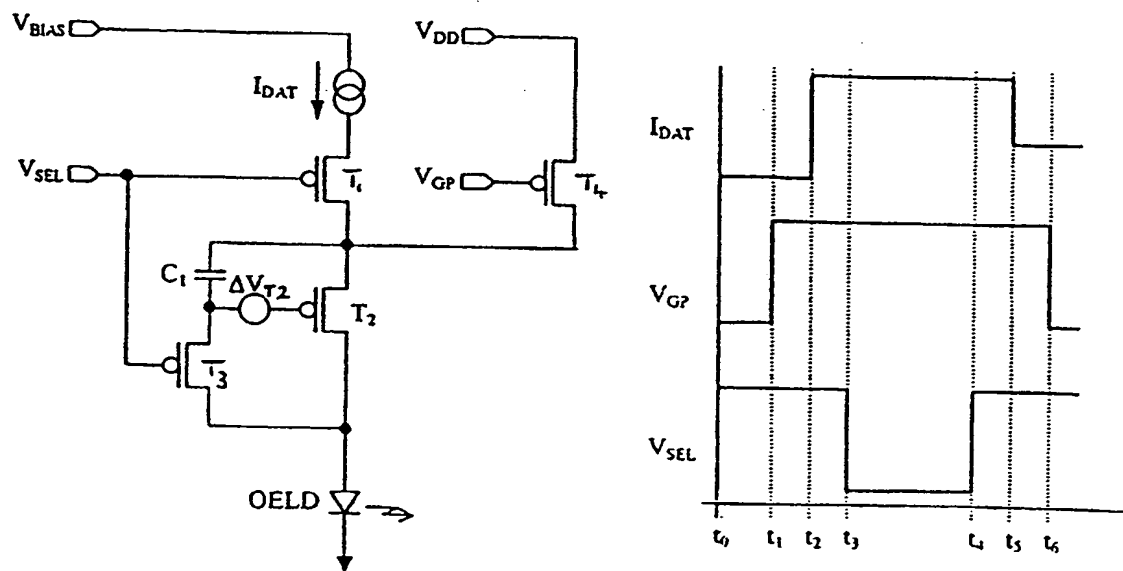 VBIAS
VDD
IDAT
VSEL
T1
VGP
T4
C1
ΔVT2
T2
T3
OELD
IDAT
VGP
VSEL
t0 t1 t2 t3 t4 t5 t6